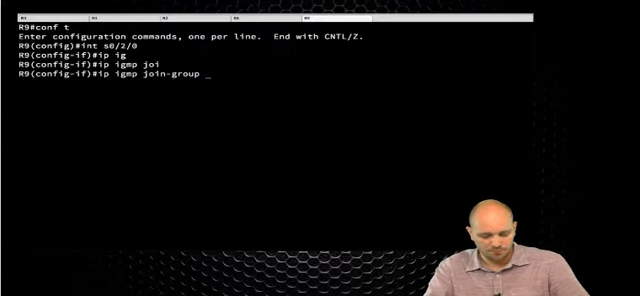 R9#conf t
Enter configuration commands, one per line.  End with CNTL/Z.
R9(config)#int s0/2/0
R9(config-if)#ip ig
R9(config-if)#ip igmp joi
R9(config-if)#ip igmp join-group _